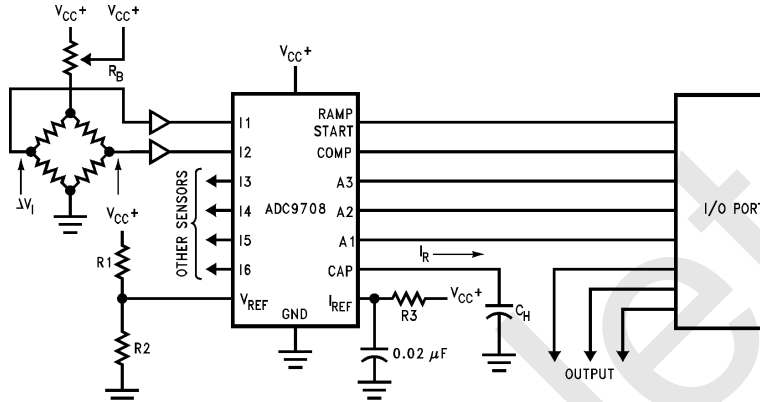 VCC+ VCC+
RB
VCC+
I1
I2
I3
I4
I5
I6
VREF
ADC9708
RAMP
START
COMP
A3
A2
A1
CAP
IREF
GND
ΔVI
OTHER SENSORS
VCC+
R1
R2
IR
R3
VCC+
CH
0.02 μF
I/O PORT
OUTPUT